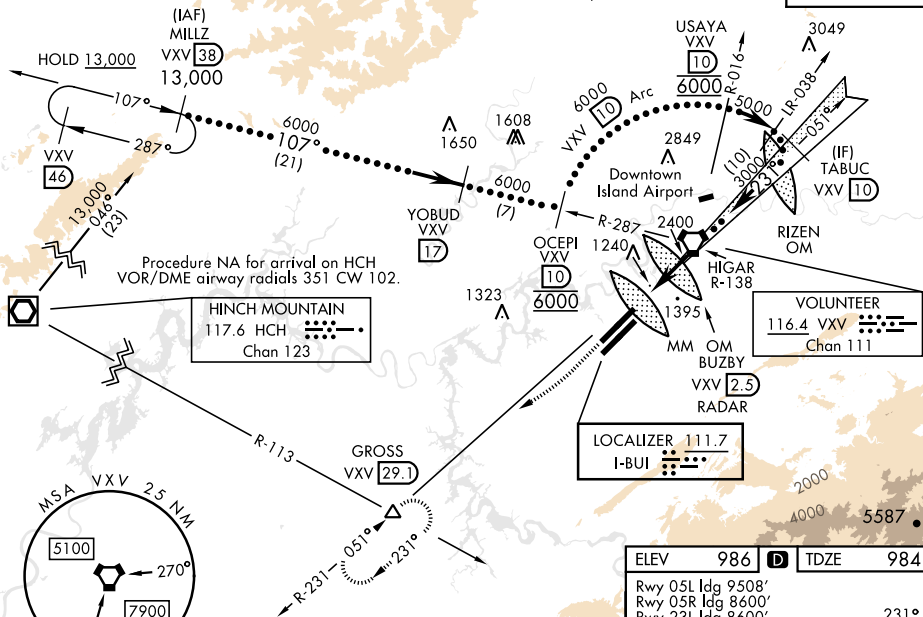 (IAF)
MILLZ
VXV 38
13,000
HOLD 13,000
107°
287°
VXV
46
13,000
046°
(23)
6000
107°
(21)
1650
1608
YOBUD
VXV
17
6000
(7)
OCEPI
VXV
10
6000
6000
VXV 10 Arc
USAYA
VXV
10
6000
R-016
5000
3049
LR-038
051°
(IF)
TABUC
VXV 10
2849
Downtown
Island Airport
(10)
3000
231°
RIZEN
OM
R-287
2400
1240
HIGAR
R-138
1395
MM
OM
BUZBY
VXV 2.5
RADAR
VOLUNTEER
116.4 VXV
Chan 111
Procedure NA for arrival on HCH
VOR/DME airway radials 351 CW 102.
HINCH MOUNTAIN
117.6 HCH
Chan 123
1323
LOCALIZER 111.7
I-BUI
R-113
GROSS
VXV 29.1
051°
231°
R-231
2000
4000
5587
MSA VXV 25 NM
5100
270°
7900
ELEV 986 D TDZE 984
Rwy 05L ldg 9508'
Rwy 05R ldg 8600'
Rwy 23L ldg 8600'
231°